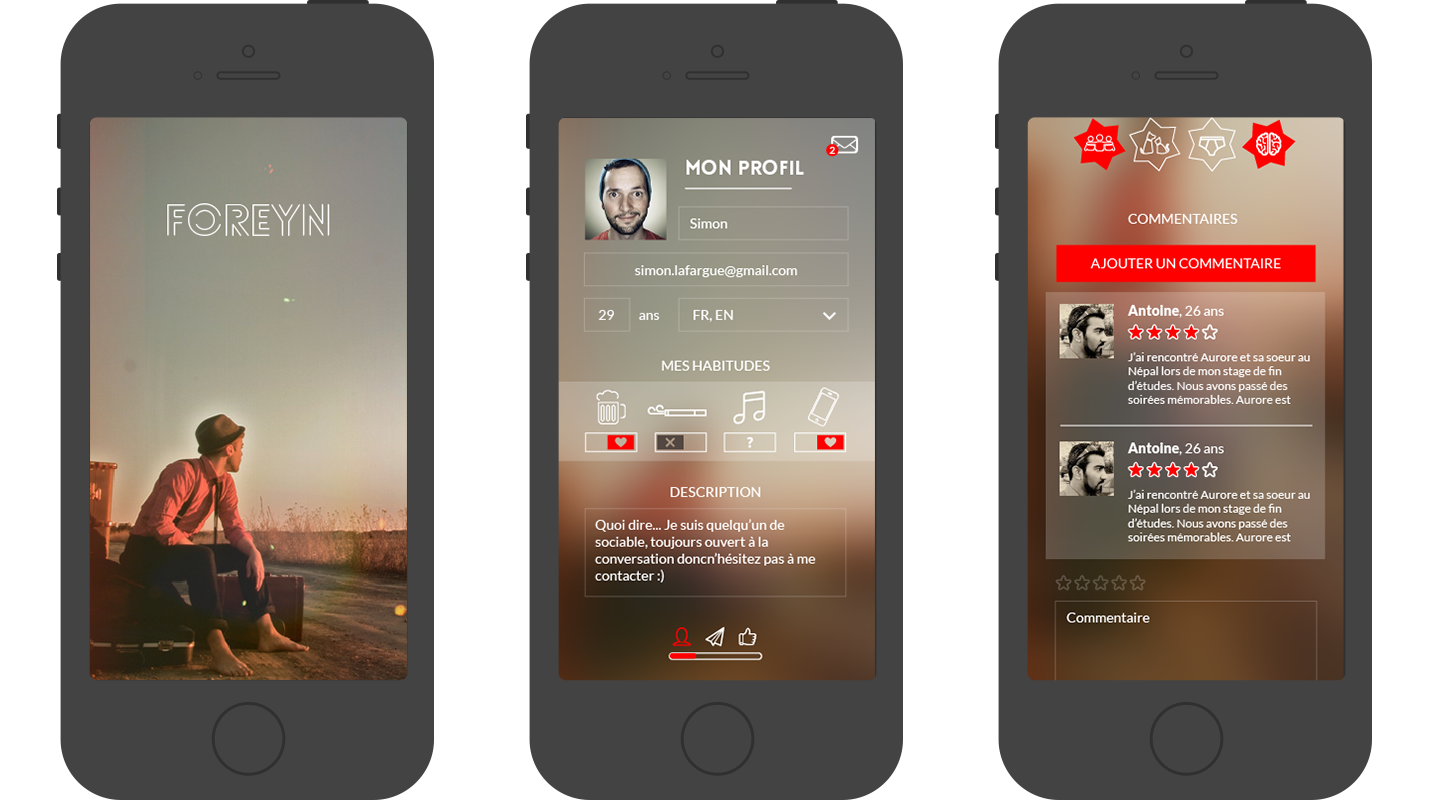 FOREYN
2
MON PROFIL
Simon
simon.lafargue@gmail.com
29 ans FR, EN
MES HABITUDES
?
DESCRIPTION
Quoi dire... Je suis quelqu'un de
sociable, toujours ouvert à la
conversation doncn'hésitez pas à me
contacter :)
COMMENTAIRES
AJOUTER UN COMMENTAIRE
Antoine, 26 ans
J'ai rencontré Aurore et sa soeur au
Népal lors de mon stage de fin
d'études. Nous avons passé des
soirées mémorables. Aurore est
Antoine, 26 ans
J'ai rencontré Aurore et sa soeur au
Népal lors de mon stage de fin
d'études. Nous avons passé des
soirées mémorables. Aurore est
Commentaire